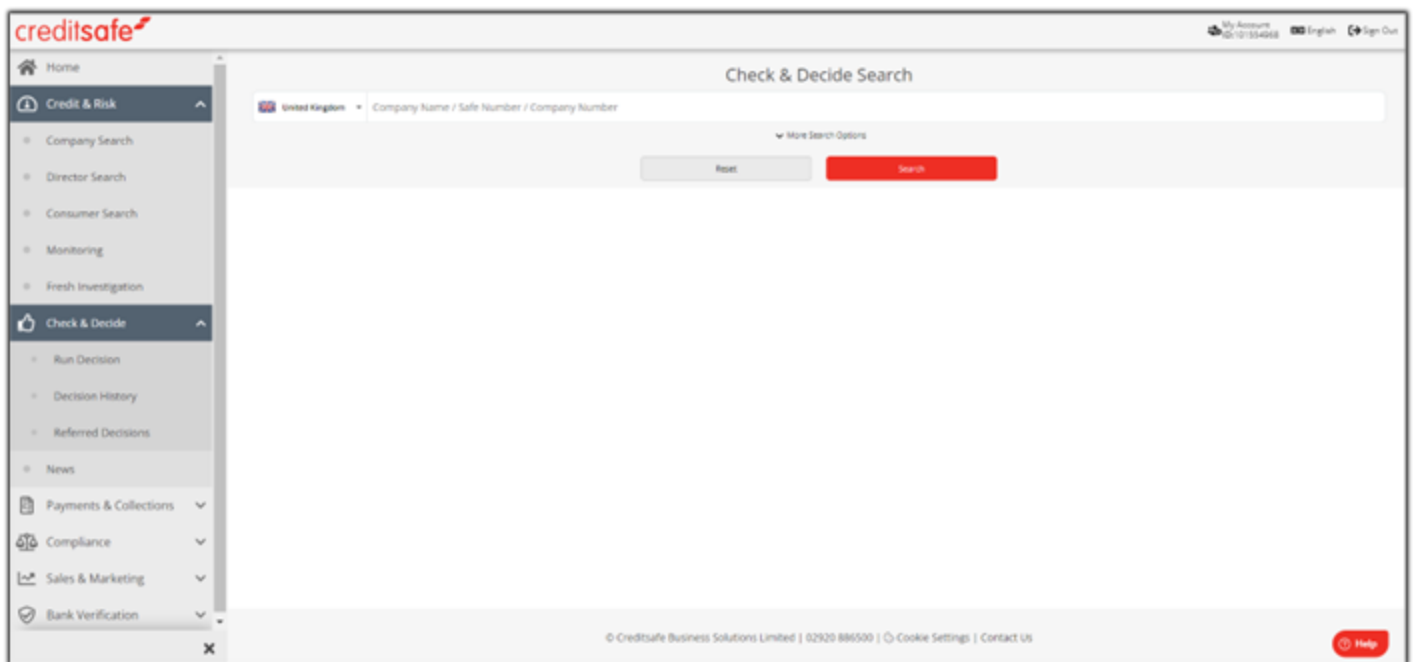 creditsafe
My Account
ID:101554968
English
Sign Out
Home
Credit & Risk
Company Search
Director Search
Consumer Search
Monitoring
Fresh Investigation
Check & Decide
Run Decision
Decision History
Referred Decisions
News
Payments & Collections
Compliance
Sales & Marketing
Bank Verification
Check & Decide Search
United Kingdom
Company Name / Safe Number / Company Number
More Search Options
Reset
Search
© Creditsafe Business Solutions Limited | 02920 886500 | Cookie Settings | Contact Us
Help